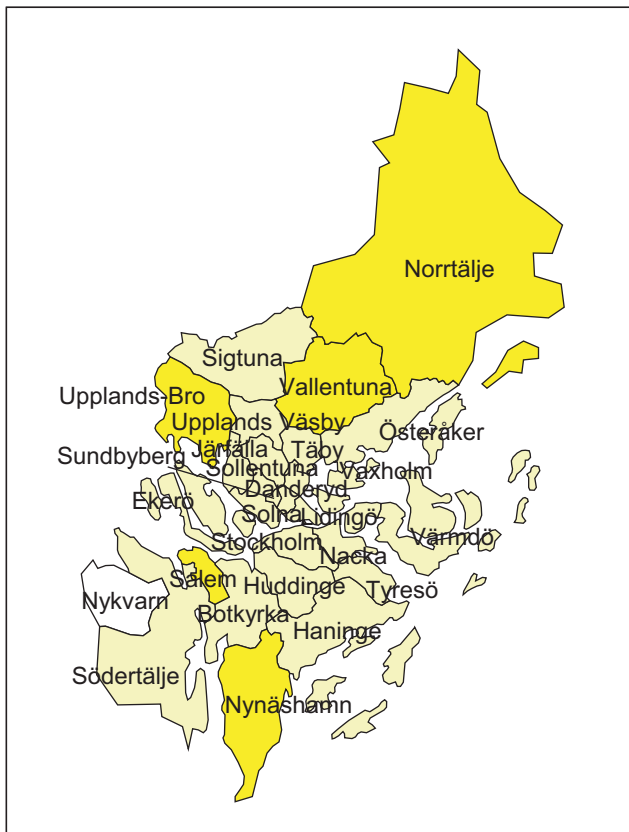 Norrtälje
Sigtuna
Vallentuna
Upplands-Bro
Upplands Väsby
Österåker
Järfälla
Täby
Sundbyberg
Sollentuna
Vaxholm
Danderyd
Ekerö
Solna
Lidingö
Värmdö
Stockholm
Nacka
Salem
Huddinge
Tyresö
Nykvarn
Botkyrka
Haninge
Södertälje
Nynäshamn